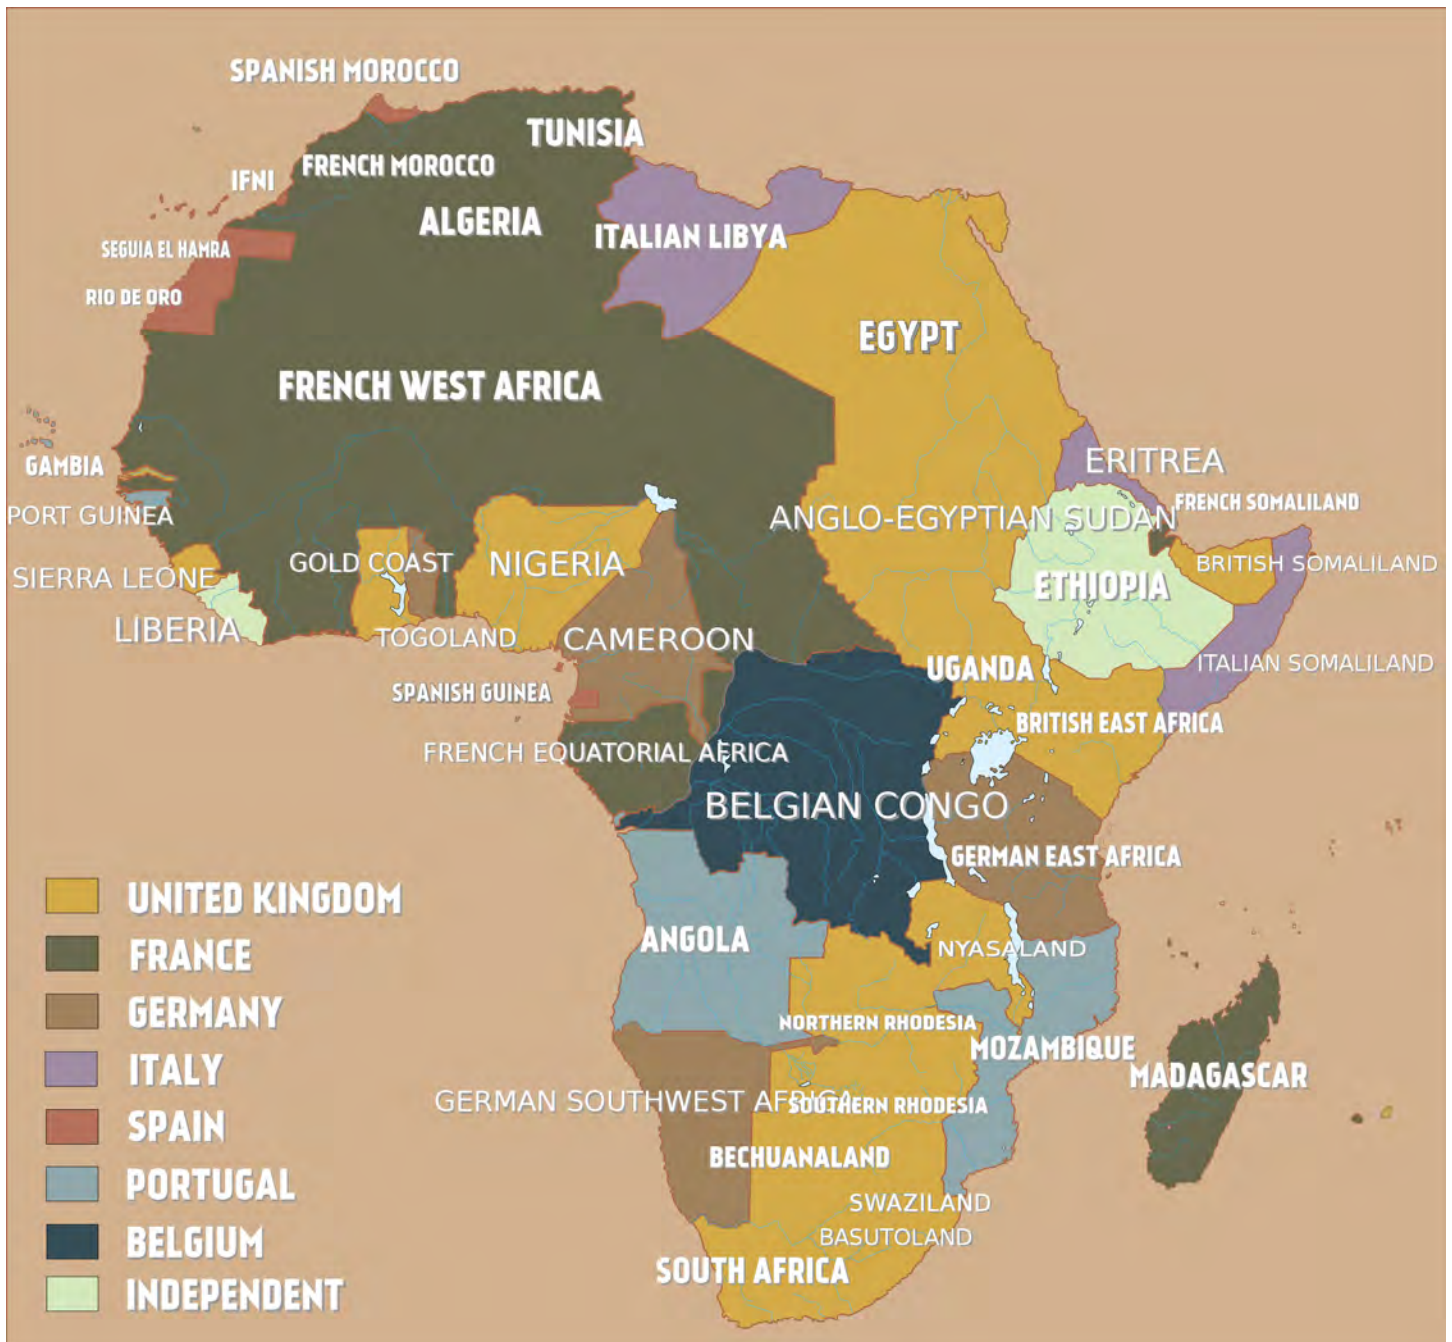 SPANISH MOROCCO
TUNISIA
FRENCH MOROCCO
IFNI
ALGERIA
ITALIAN LIBYA
SEGUIA EL HAMRA
RIO DE ORO
EGYPT
FRENCH WEST AFRICA
GAMBIA
ERITREA
FRENCH SOMALILAND
PORT GUINEA
ANGLO-EGYPTIAN SUDAN
GOLD COAST
NIGERIA
BRITISH SOMALILAND
SIERRA LEONE
ETHIOPIA
LIBERIA
TOGOLAND
CAMEROON
ITALIAN SOMALILAND
UGANDA
SPANISH GUINEA
BRITISH EAST AFRICA
FRENCH EQUATORIAL AFRICA
BELGIAN CONGO
GERMAN EAST AFRICA
ANGOLA
NYASALAND
NORTHERN RHODESIA
MOZAMBIQUE
MADAGASCAR
GERMAN SOUTHWEST AFRICA
SOUTHERN RHODESIA
BECHUANALAND
SWAZILAND
BASUTOLAND
SOUTH AFRICA
UNITED KINGDOM
FRANCE
GERMANY
ITALY
SPAIN
PORTUGAL
BELGIUM
INDEPENDENT